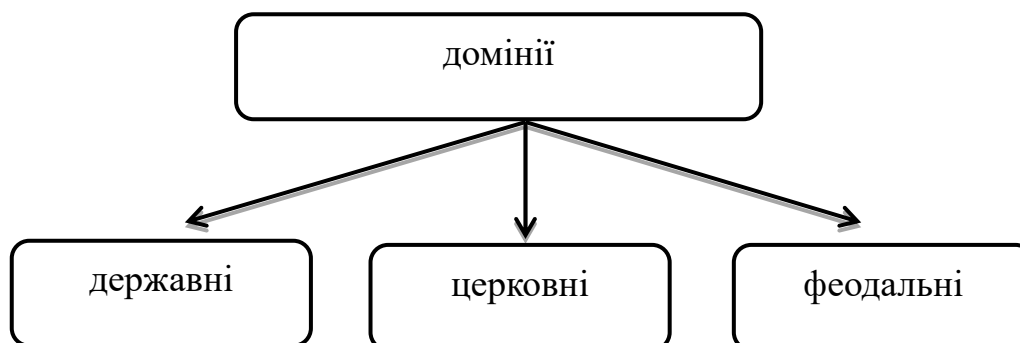 домінії
державні
церковні
феодальні